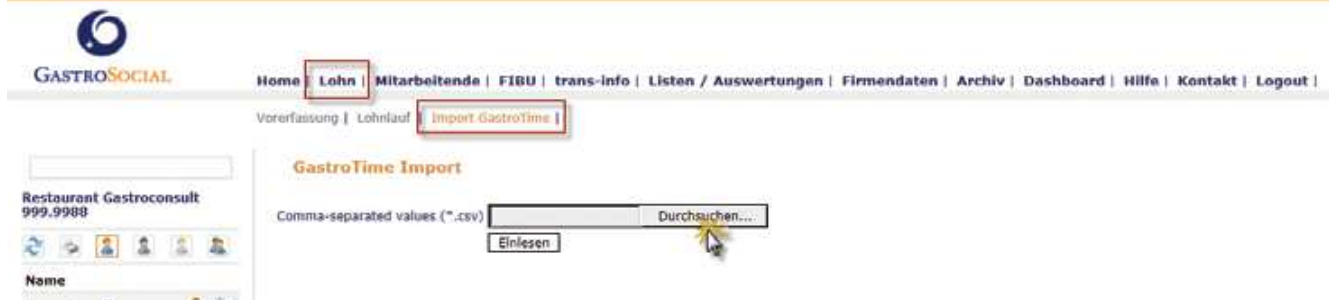 GASTROSOCIAL
Home | Lohn | Mitarbeitende | FIBU | trans-info | Listen / Auswertungen | Firmendaten | Archiv | Dashboard | Hilfe | Kontakt | Logout |
Vorerfassung | Lohnlauf | Import GastroTime |
GastroTime Import
Restaurant Gastroconsult
999.9988
Comma-separated values (*.csv) Durchsuchen...
Einlesen
Name